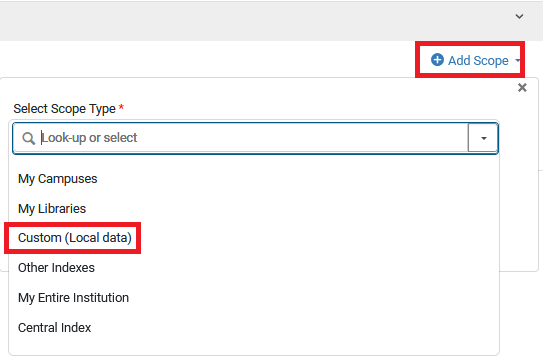 Add Scope
Select Scope Type *
Look-up or select
My Campuses
My Libraries
Custom (Local data)
Other Indexes
My Entire Institution
Central Index